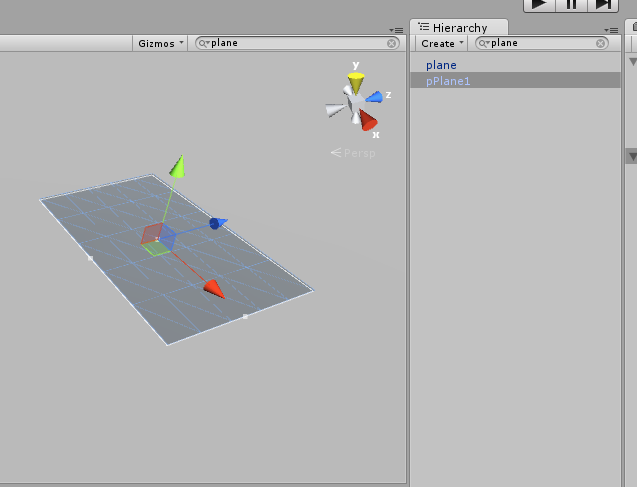 Hierarchy
Gizmos plane
Create plane
plane
pPlane1
y
z
x
Persp